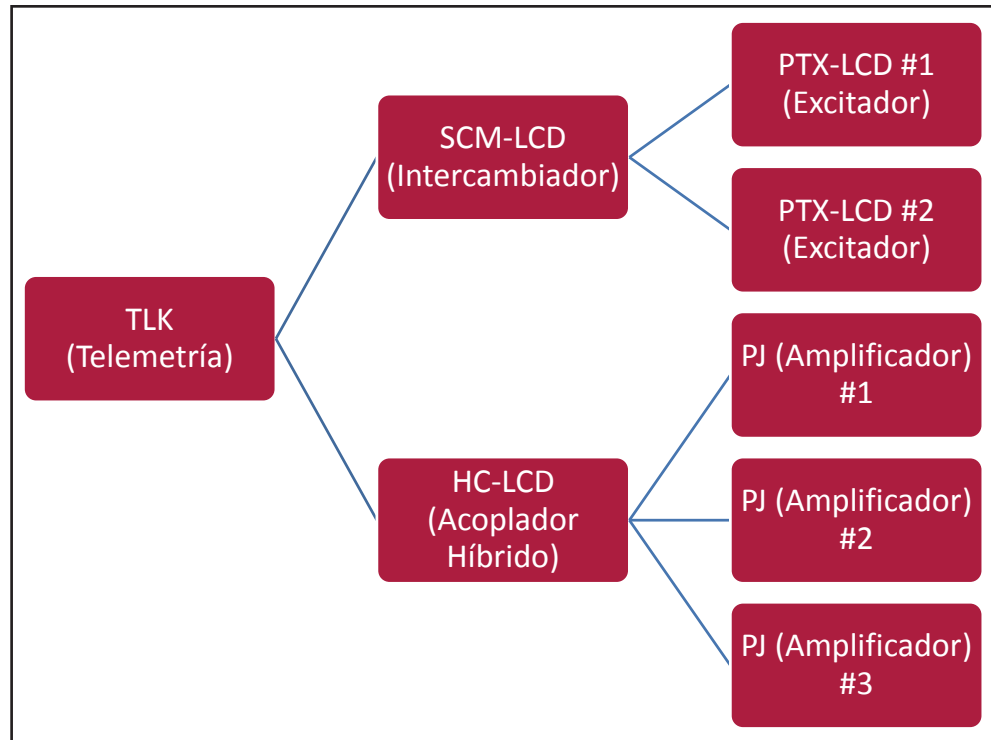 TLK
(Telemetría)
SCM-LCD
(Intercambiador)
HC-LCD
(Acoplador
Híbrido)
PTX-LCD #1
(Excitador)
PTX-LCD #2
(Excitador)
PJ (Amplificador)
#1
PJ (Amplificador)
#2
PJ (Amplificador)
#3